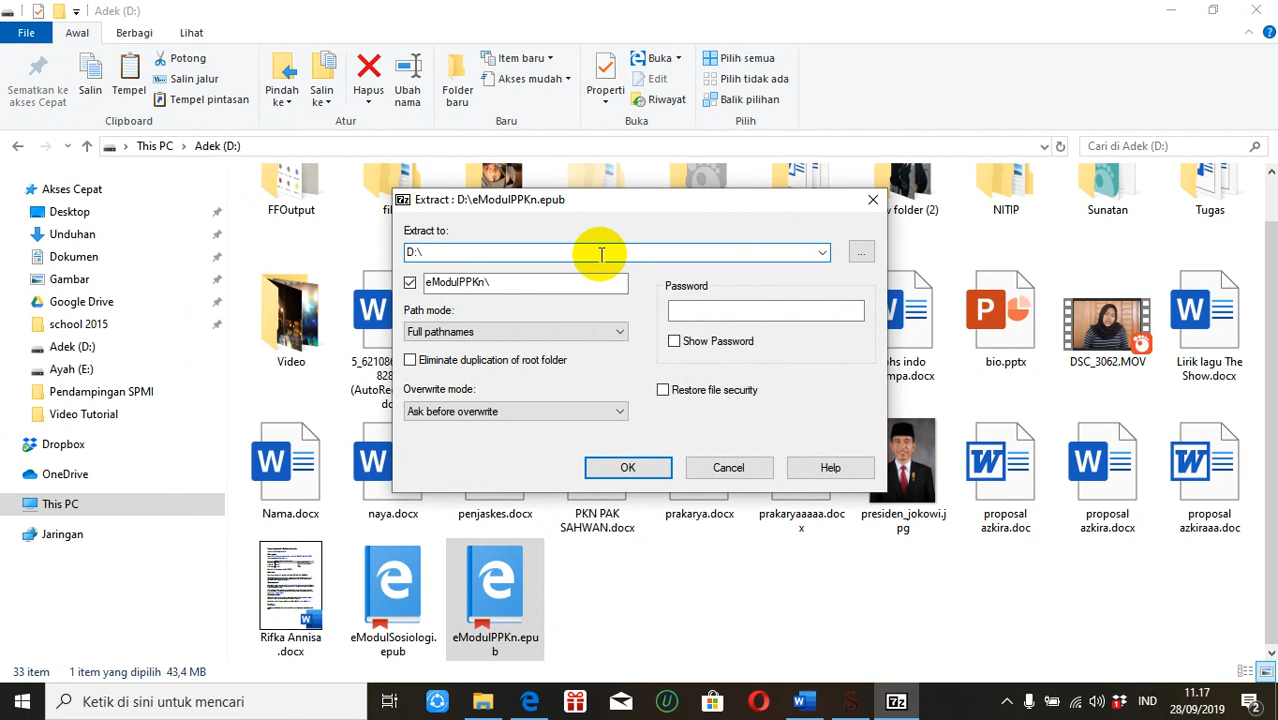 Adek (D:)
File
Awal
Berbagi
Lihat
Sematkan ke
akses Cepat
Salin
Tempel
Potong
Salin jalur
Tempel pintasan
Clipboard
Pindah
ke
Salin
ke
Hapus
Ubah
nama
Atur
Folder
baru
Item baru
Akses mudah
Baru
Properti
Buka
Edit
Riwayat
Buka
Pilih semua
Pilih tidak ada
Balik pilihan
Pilih
This PC
Adek (D:)
Cari di Adek (D:)
Akses Cepat
Desktop
Unduhan
Dokumen
Gambar
Google Drive
school 2015
Adek (D:)
Ayah (E:)
Pendampingan SPMI
Video Tutorial
Dropbox
OneDrive
This PC
Jaringan
FFOutput
folder (2)
NITIP
Sunatan
Tugas
Extract : D:\eModulPPKn.epub
Extract to:
D:\
...
eModulPPKn\
Path mode:
Full pathnames
Eliminate duplication of root folder
Overwrite mode:
Ask before overwrite
Password
Show Password
Restore file security
OK
Cancel
Help
Video
5_62108
828
(AutoRe
bio.pptx
DSC_3062.MOV
Lirik lagu The
Show.docx
Nama.docx
naya.docx
penjaskes.docx
PKN PAK
SAHWAN.docx
prakarya.docx
prakaryaaaaa.doc
x
presiden_jokowi.j
pg
proposal
azkira.doc
proposal
azkira.docx
proposal
azkiraaa.doc
Rifka Annisa
.docx
eModulSosiologi.
epub
eModulPPKn.epu
b
33 item
1 item yang dipilih 43,4 MB
Ketik di sini untuk mencari
IND
11.17
28/09/2019